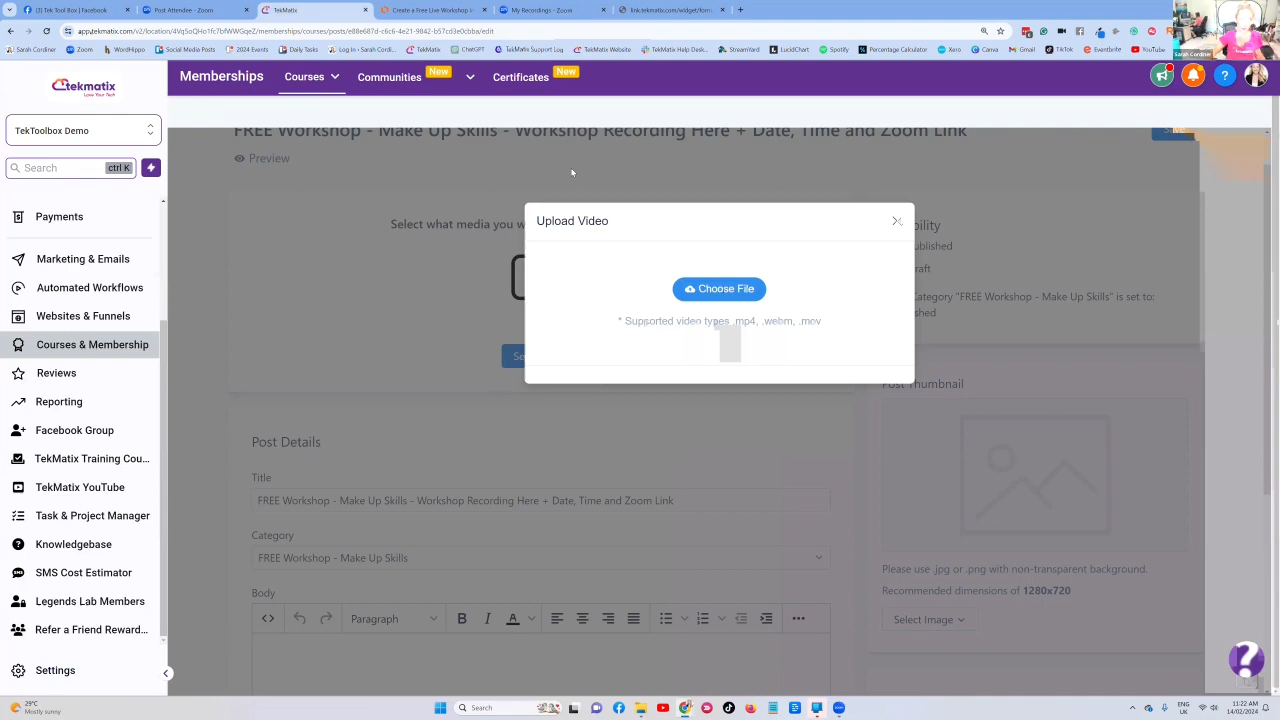 (3) Tek Tool Box | Facebook
Post Attendee - Zoom
TekMatix
Create a Free Live Workshop in
My Recordings - Zoom
link.tekmatix.com/widget/form
app.tekmatix.com/v2/location/4Vq5oQHo1fc7bfWWGqeZ/memberships/courses/posts/e88e687d-c6c6-4e21-9842-b57cd3e0cbba/edit
Sarah Cordiner
Zoom
WordHippo
Social Media Posts
2024 Events
Daily Tasks
Log In ‹ Sarah Cordi...
TekMatix
ChatGPT
TekMatix Support Log
TekMatix Website
TekMatix Help Desk...
StreamYard
LucidChart
Spotify
Percentage Calculator
Xero
Canva
TikTok
Eventbrite
YouTube
Sarah Cordiner
tekmatix
Love Your Tech
Memberships
Courses
Communities
New
Certificates
New
TekToolbox Demo
Search
ctrl K
Payments
Marketing & Emails
Automated Workflows
Websites & Funnels
Courses & Membership
Reviews
Reporting
Facebook Group
TekMatix Training Cou...
TekMatix YouTube
Task & Project Manager
Knowledgebase
SMS Cost Estimator
Legends Lab Members
Refer a Friend Reward...
Settings
FREE Workshop - Make Up Skills - Workshop Recording Here + Date, Time and Zoom Link
Save
Preview
Select what media you w
Upload Video
Choose File
* Supported video types .mp4, .webm, .mov
Se
bility
ublished
raft
Category "FREE Workshop - Make Up Skills" is set to:
shed
Post Details
Title
FREE Workshop - Make Up Skills - Workshop Recording Here + Date, Time and Zoom Link
Category
FREE Workshop - Make Up Skills
Body
Paragraph
B
I
A
Post Thumbnail
Please use .jpg or .png with non-transparent background.
Recommended dimensions of 1280x720
Select Image
29°C
Mostly sunny
Search
ENG
UK
11:22 AM
14/02/2024